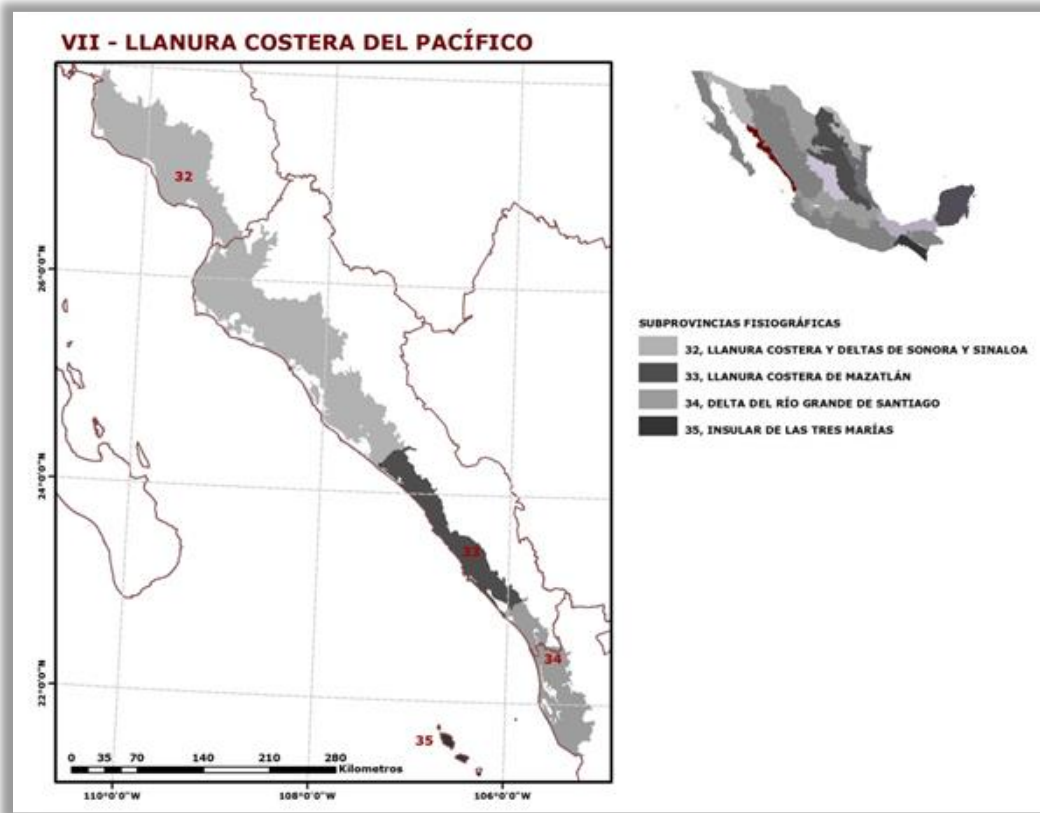 VII - LLANURA COSTERA DEL PACÍFICO
32
33
34
35
26°0'0"N
24°0'0"N
22°0'0"N
0 35 70 140 210 280
Kilometros
110°0'0"W 108°0'0"W 106°0'0"W
SUBPROVINCIAS FISIOGRÁFICAS
32, LLANURA COSTERA Y DELTAS DE SONORA Y SINALOA
33, LLANURA COSTERA DE MAZATLÁN
34, DELTA DEL RÍO GRANDE DE SANTIAGO
35, INSULAR DE LAS TRES MARÍAS